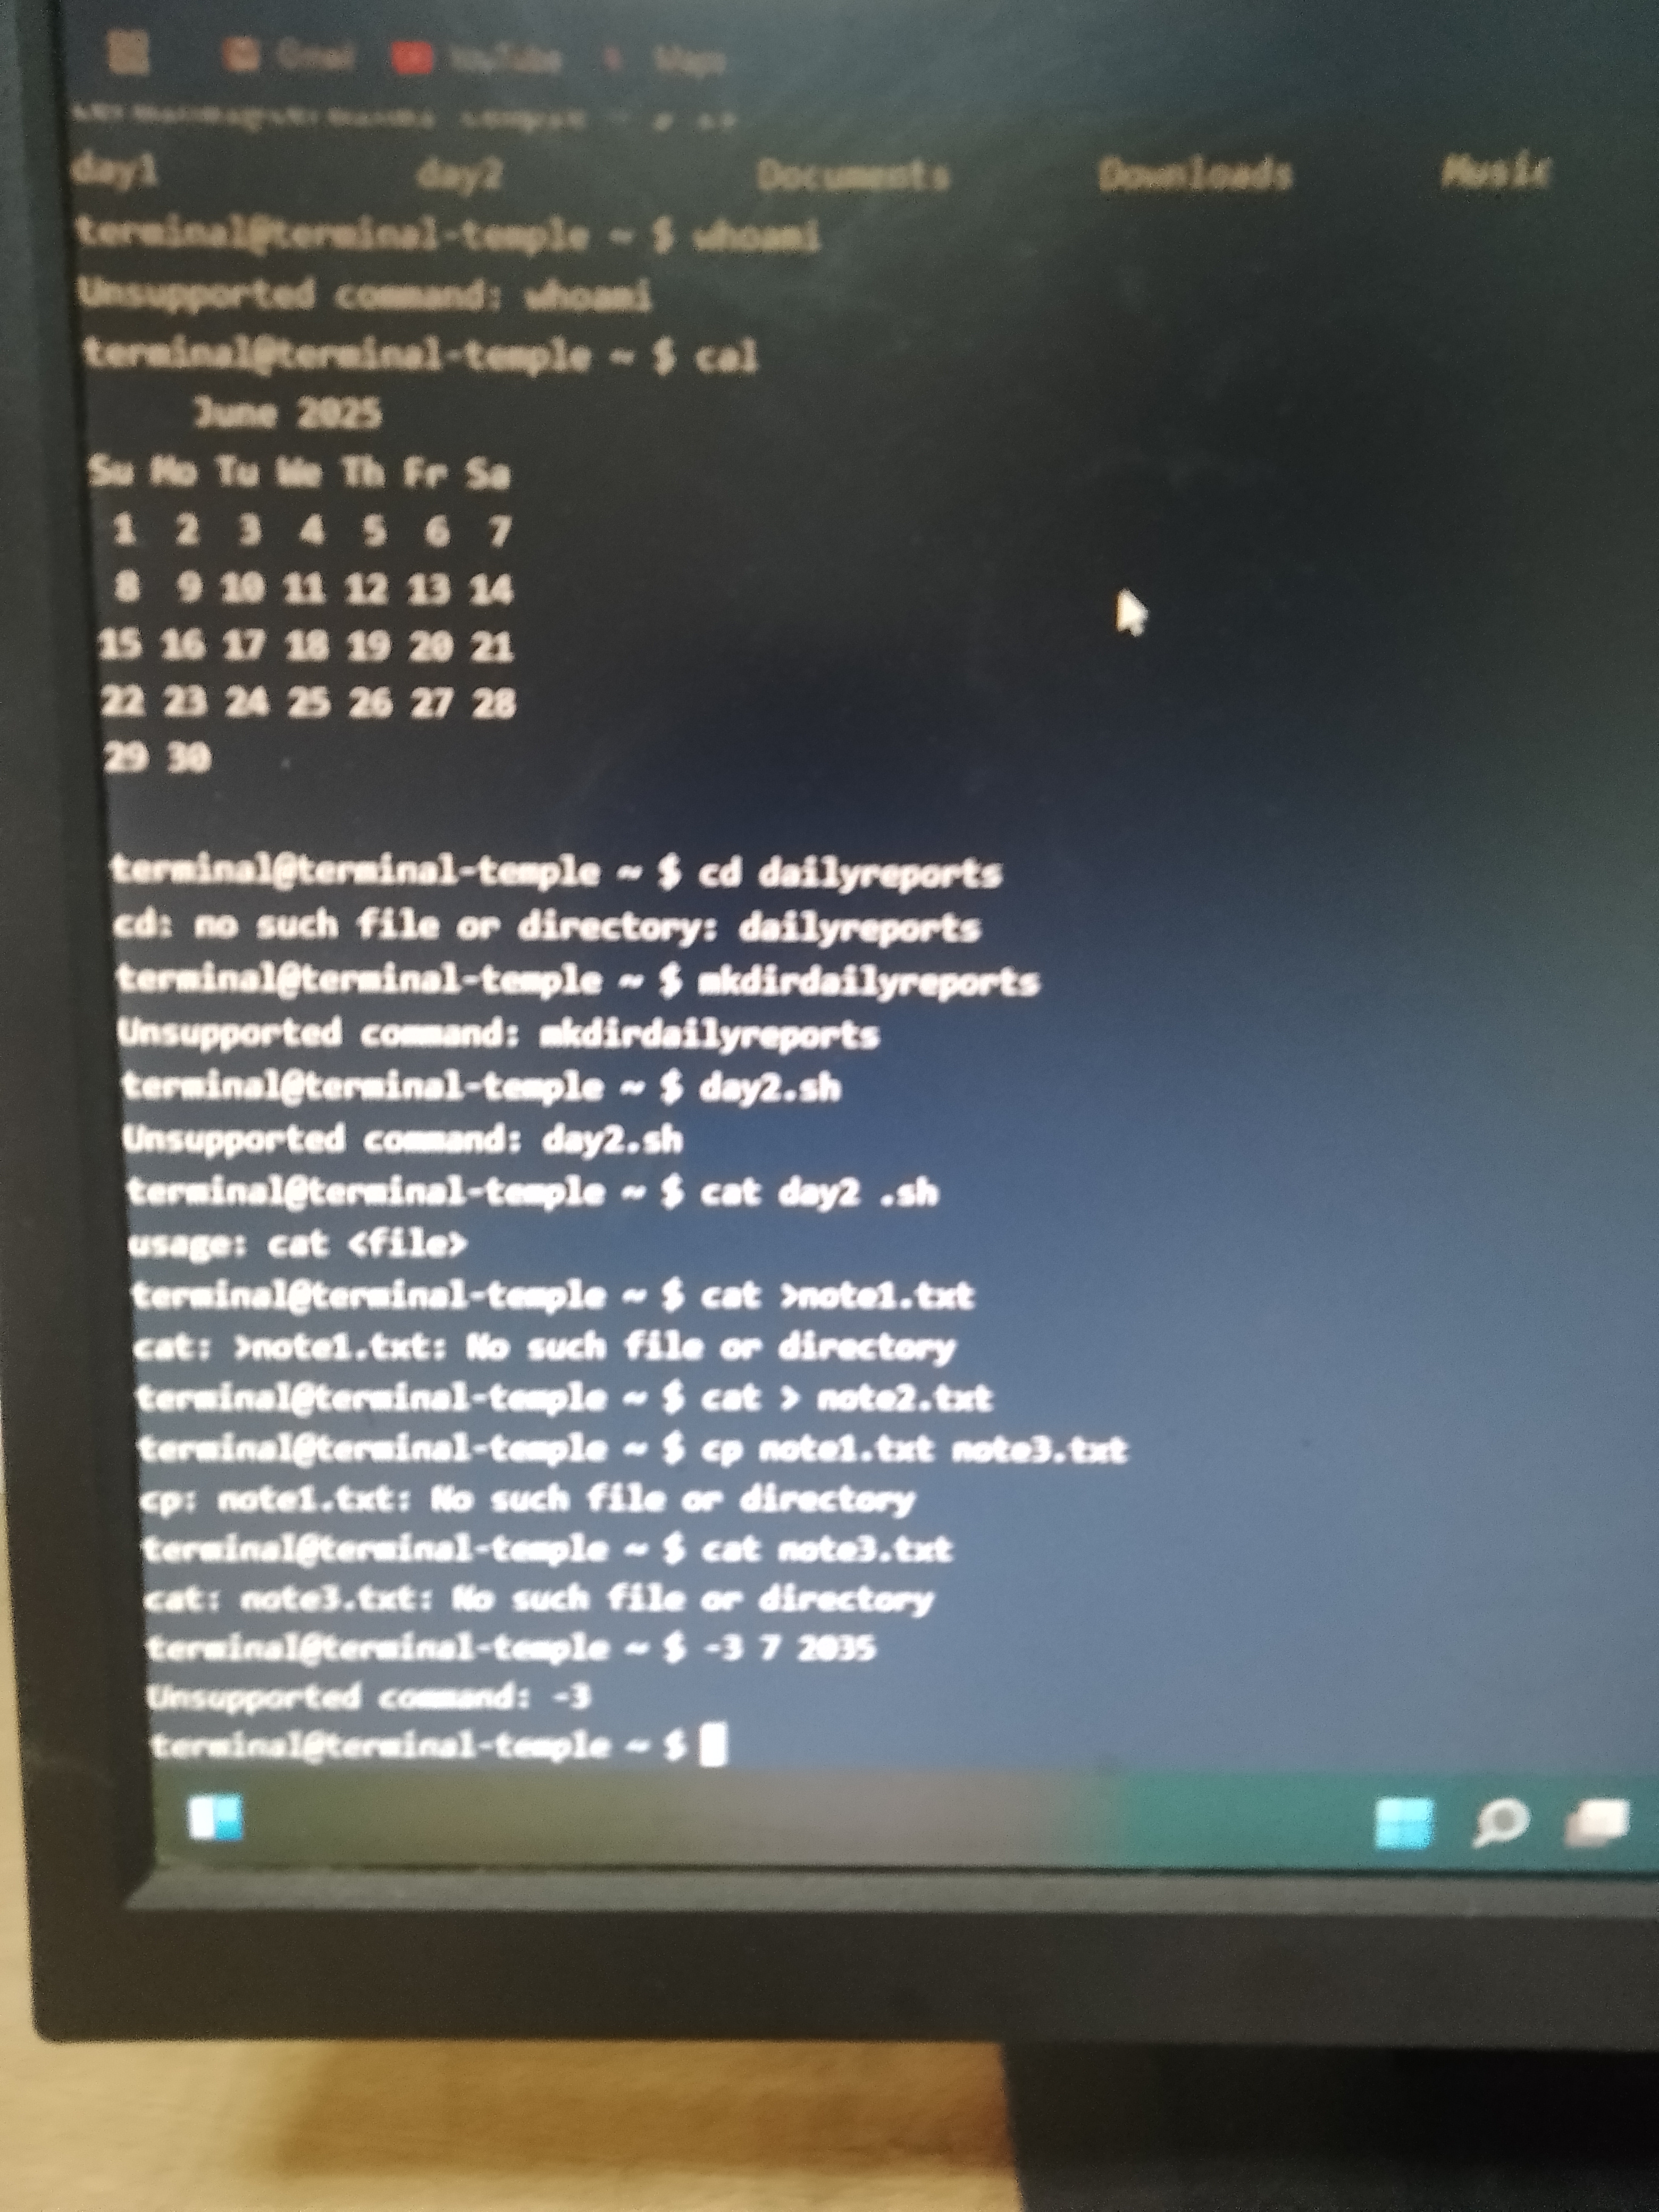 Gmail YouTube Maps
day1 day2 Documents Downloads Music
terminal@terminal-temple ~ $ whoami
Unsupported command: whoami
terminal@terminal-temple ~ $ cal
June 2025
Su Mo Tu We Th Fr Sa
1 2 3 4 5 6 7
8 9 10 11 12 13 14
15 16 17 18 19 20 21
22 23 24 25 26 27 28
29 30
terminal@terminal-temple ~ $ cd dailyreports
cd: no such file or directory: dailyreports
terminal@terminal-temple ~ $ mkdirdailyreports
Unsupported command: mkdirdailyreports
terminal@terminal-temple ~ $ day2.sh
Unsupported command: day2.sh
terminal@terminal-temple ~ $ cat day2 .sh
usage: cat <file>
terminal@terminal-temple ~ $ cat >note1.txt
cat: >note1.txt: No such file or directory
terminal@terminal-temple ~ $ cat > note2.txt
terminal@terminal-temple ~ $ cp note1.txt note3.txt
cp: note1.txt: No such file or directory
terminal@terminal-temple ~ $ cat note3.txt
cat: note3.txt: No such file or directory
terminal@terminal-temple ~ $ -3 7 2035
Unsupported command: -3
terminal@terminal-temple ~ $